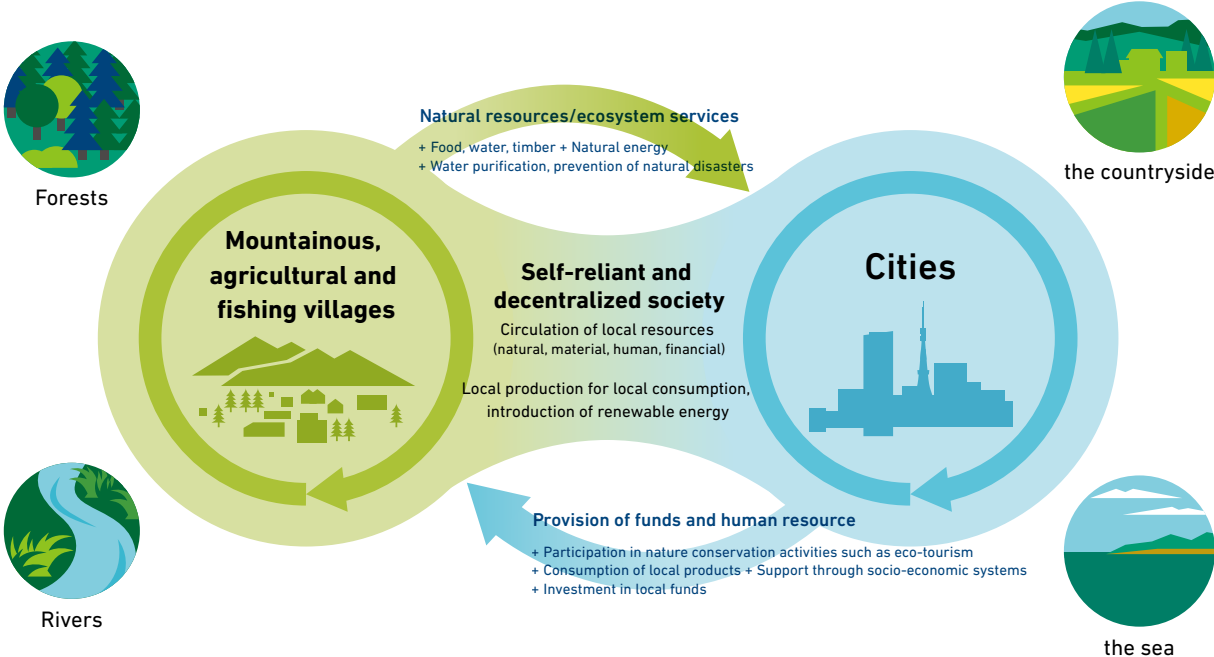 Forests
the countryside
Natural resources/ecosystem services
+ Food, water, timber + Natural energy
+ Water purification, prevention of natural disasters
Mountainous,
agricultural and
fishing villages
Self-reliant and
decentralized society
Circulation of local resources
(natural, material, human, financial)
Local production for local consumption,
introduction of renewable energy
Cities
Provision of funds and human resource
+ Participation in nature conservation activities such as eco-tourism
+ Consumption of local products + Support through socio-economic systems
+ Investment in local funds
Rivers
the sea